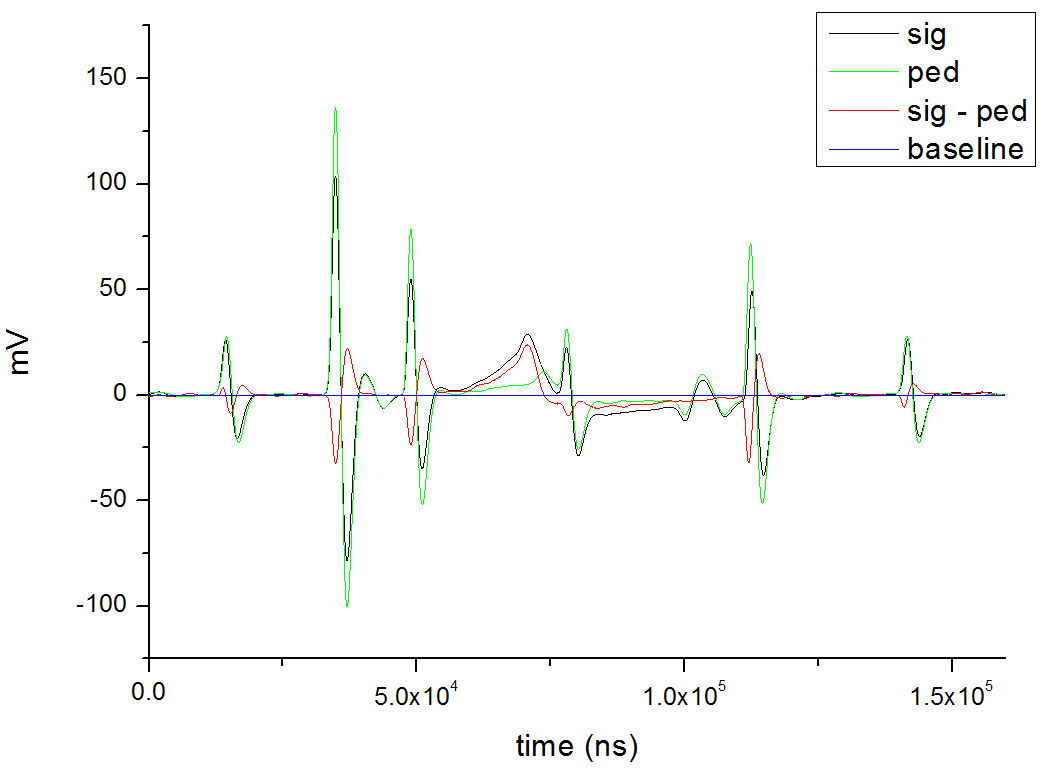 sig
ped
sig - ped
baseline
150
100
50
0
-50
-100
mV
0.0
5.0x10^4
1.0x10^5
1.5x10^5
time (ns)